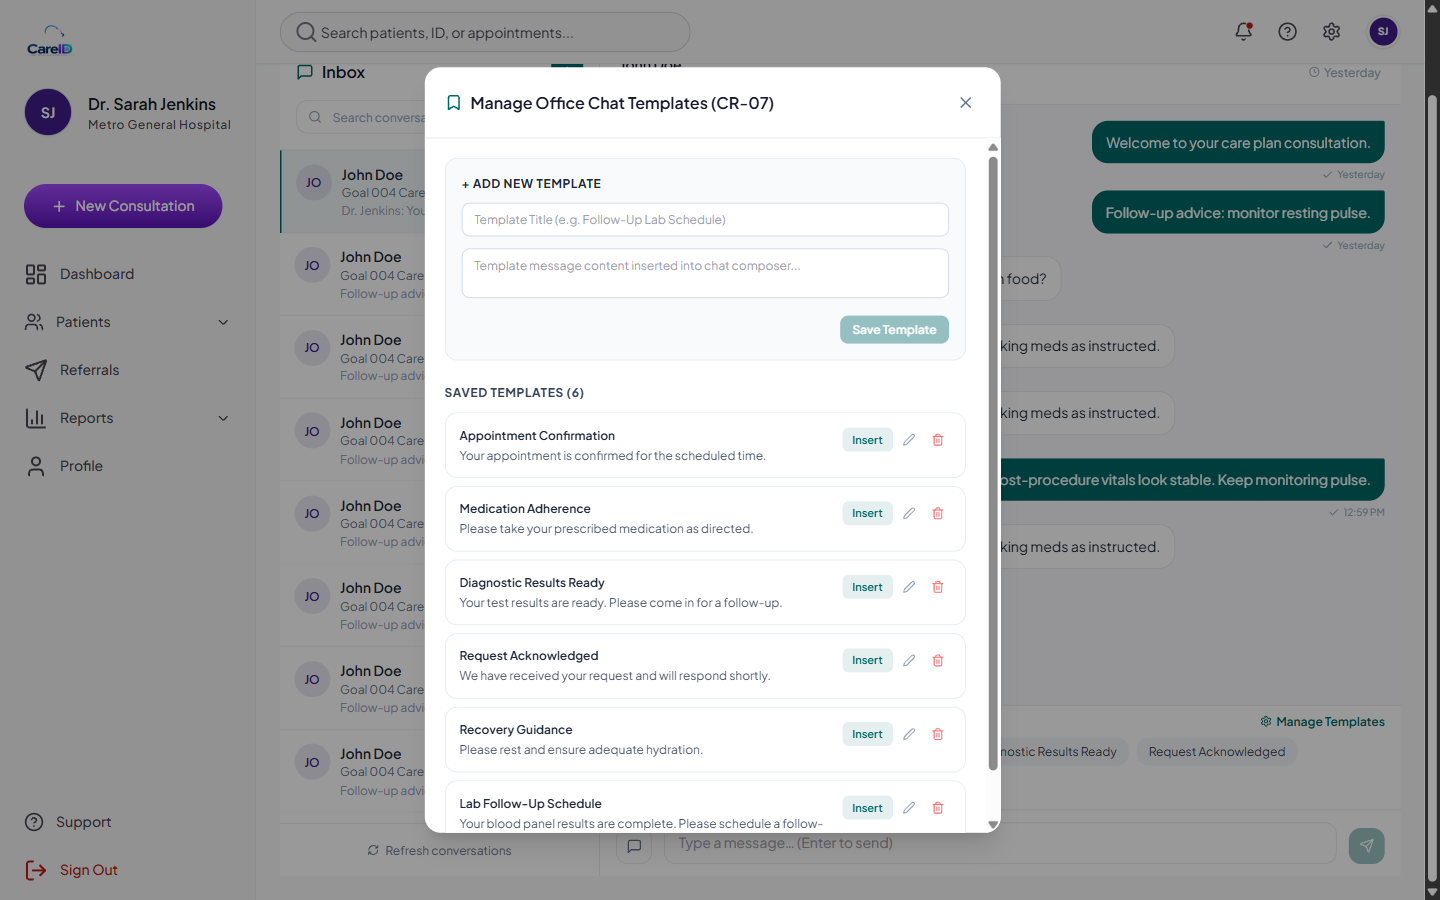 CareID
SJ
Dr. Sarah Jenkins
Metro General Hospital
+ New Consultation
Dashboard
Patients
Referrals
Reports
Profile
Support
Sign Out
Search patients, ID, or appointments...
SJ
Inbox
Search conversa
JO
John Doe
Goal 004 Care
Dr. Jenkins: You
JO
John Doe
Goal 004 Care
Follow-up advi
JO
John Doe
Goal 004 Care
Follow-up advi
JO
John Doe
Goal 004 Care
Follow-up advi
JO
John Doe
Goal 004 Care
Follow-up advi
JO
John Doe
Goal 004 Care
Follow-up advi
JO
John Doe
Goal 004 Care
Follow-up advi
JO
John Doe
Goal 004 Care
Follow-up advi
Refresh conversations
Manage Office Chat Templates (CR-07)
+ ADD NEW TEMPLATE
Template Title (e.g. Follow-Up Lab Schedule)
Template message content inserted into chat composer...
Save Template
SAVED TEMPLATES (6)
Appointment Confirmation
Your appointment is confirmed for the scheduled time.
Insert
Medication Adherence
Please take your prescribed medication as directed.
Insert
Diagnostic Results Ready
Your test results are ready. Please come in for a follow-up.
Insert
Request Acknowledged
We have received your request and will respond shortly.
Insert
Recovery Guidance
Please rest and ensure adequate hydration.
Insert
Lab Follow-Up Schedule
Your blood panel results are complete. Please schedule a follow-
Insert
John Doe
Yesterday
Welcome to your care plan consultation.
Yesterday
Follow-up advice: monitor resting pulse.
Yesterday
food?
king meds as instructed.
king meds as instructed.
ost-procedure vitals look stable. Keep monitoring pulse.
12:59 PM
king meds as instructed.
Manage Templates
nostic Results Ready
Request Acknowledged
Type a message... (Enter to send)